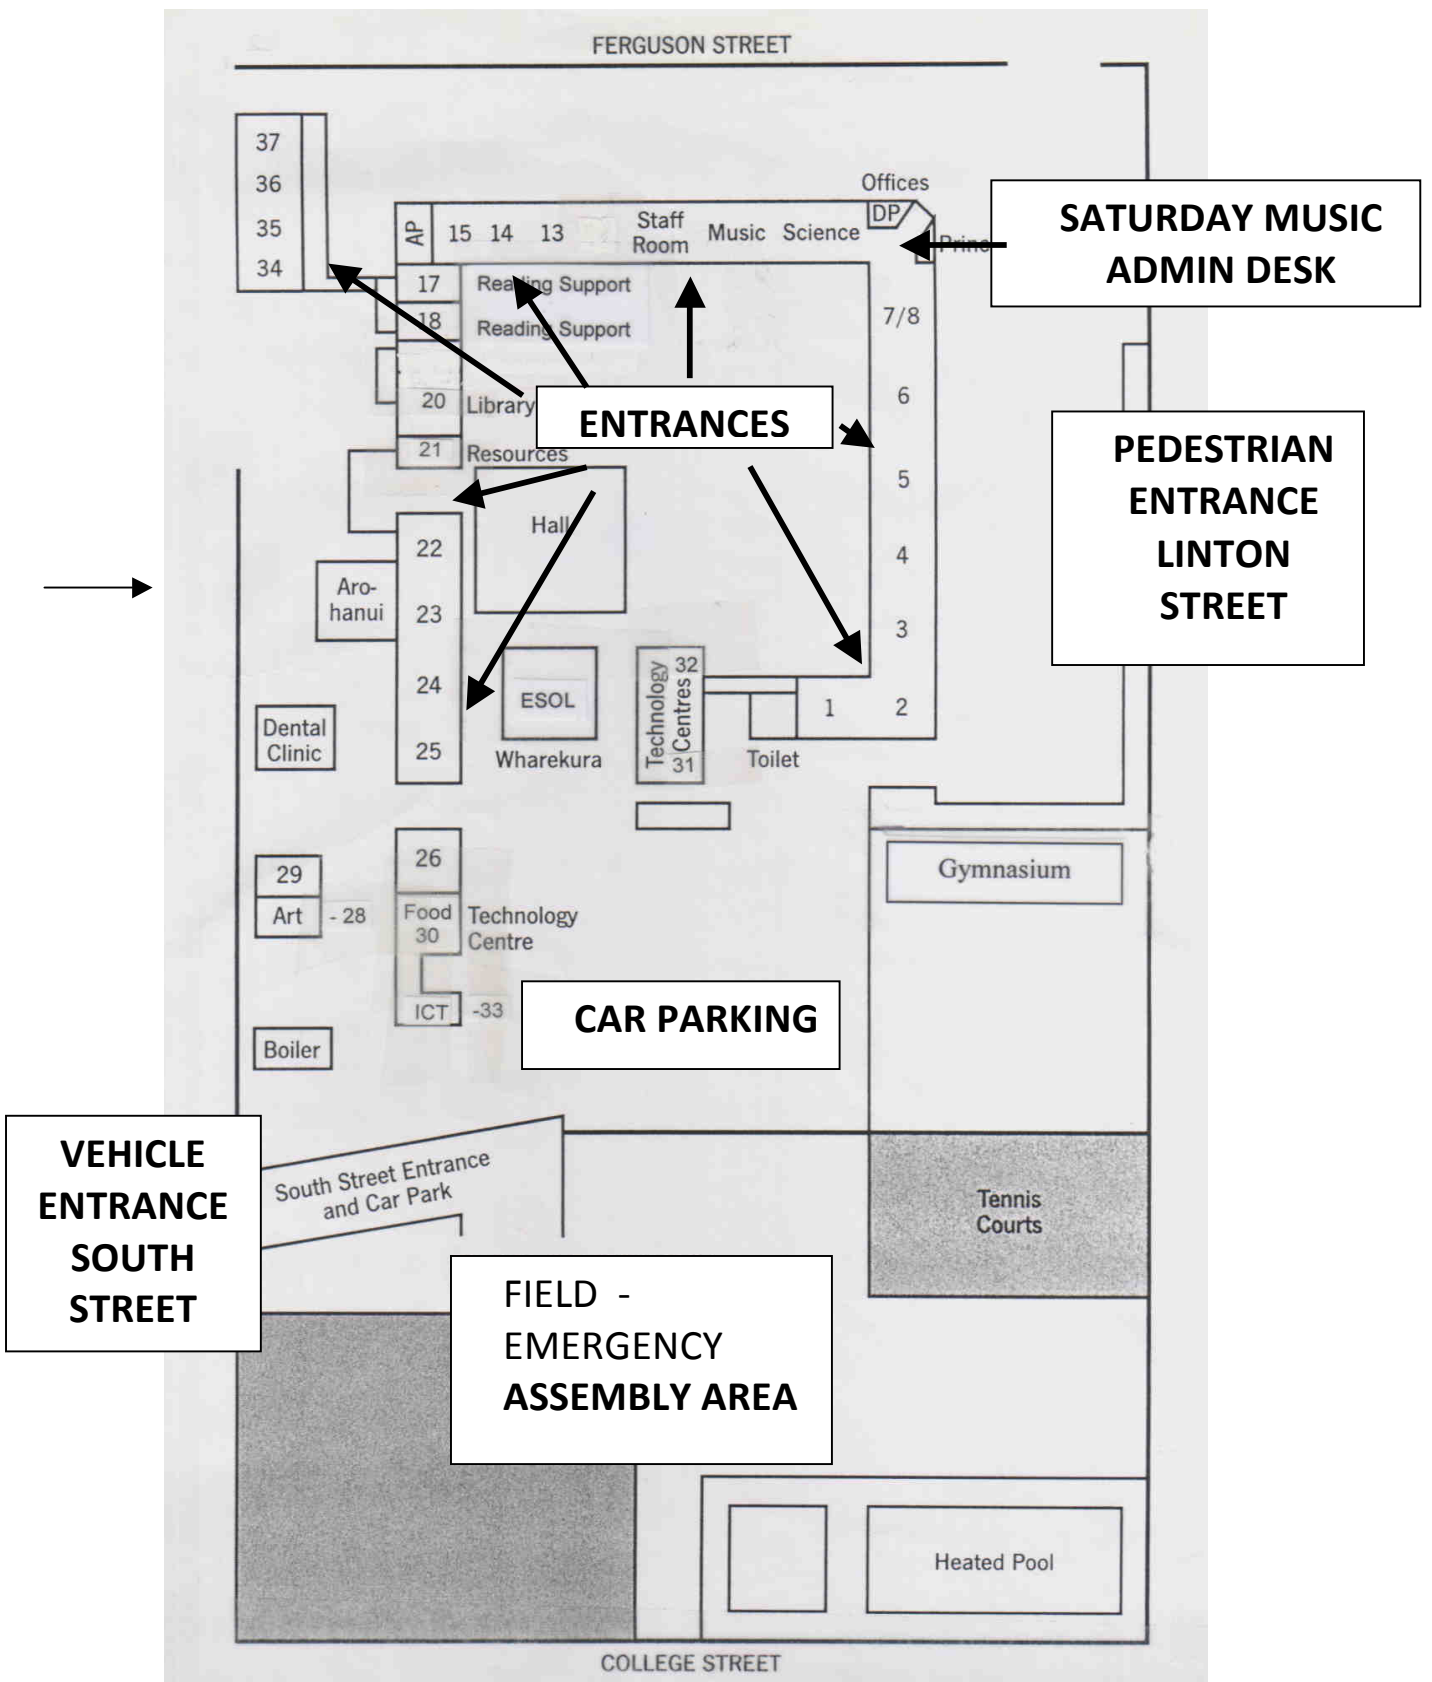 FERGUSON STREET
37
36
35
34
Offices
DP
AP
15 14 13
Staff
Room
Music
Science
SATURDAY MUSIC
ADMIN DESK
17
Reading Support
18
Reading Support
7/8
20
Library
ENTRANCES
6
21
Resources
5
PEDESTRIAN
ENTRANCE
LINTON
STREET
Hall
22
4
Aro-
hanui
23
3
24
ESOL
Wharekura
32
Technology
Centres
31
1
2
Toilet
Dental
Clinic
25
26
29
Art
- 28
Food
30
Technology
Centre
Gymnasium
ICT
-33
CAR PARKING
Boiler
VEHICLE
ENTRANCE
SOUTH
STREET
South Street Entrance
and Car Park
Tennis
Courts
FIELD -
EMERGENCY
ASSEMBLY AREA
Heated Pool
COLLEGE STREET